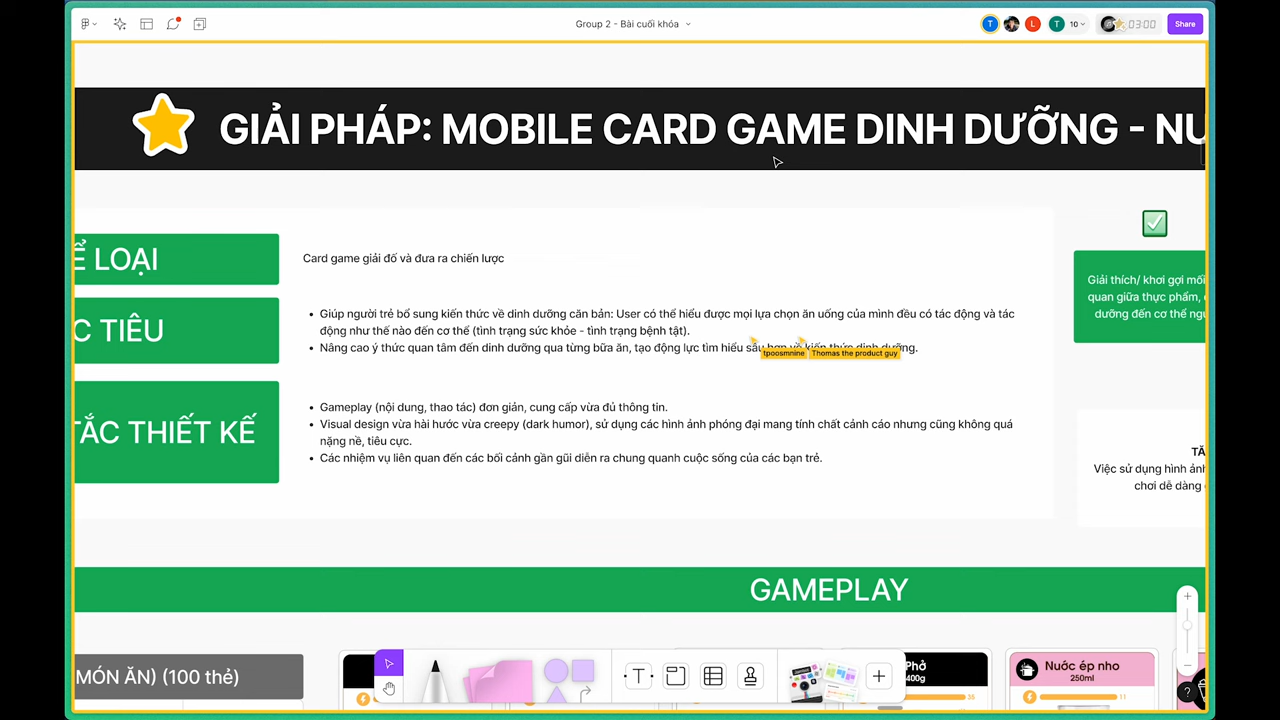 Group 2 - Bài cuối khóa
T
L
T
10
03:00
Share
GIẢI PHÁP: MOBILE CARD GAME DINH DƯỠNG - NU
Ể LOẠI
Card game giải đố và đưa ra chiến lược
Giải thích/ khơi gợi mối
quan giữa thực phẩm,
dưỡng đến cơ thể ngu
C TIÊU
• Giúp người trẻ bổ sung kiến thức về dinh dưỡng căn bản: User có thể hiểu được mọi lựa chọn ăn uống của mình đều có tác động và tác
động như thế nào đến cơ thể (tình trạng sức khỏe - tình trạng bệnh tật).
• Nâng cao ý thức quan tâm đến dinh dưỡng qua từng bữa ăn, tạo động lực tìm hiểu sâu hơn về kiến thức dinh dưỡng.
tpoosmnine
Thomas the product guy
TẮC THIẾT KẾ
• Gameplay (nội dung, thao tác) đơn giản, cung cấp vừa đủ thông tin.
• Visual design vừa hài hước vừa creepy (dark humor), sử dụng các hình ảnh phóng đại mang tính chất cảnh cáo nhưng cũng không quá
nặng nề, tiêu cực.
• Các nhiệm vụ liên quan đến các bối cảnh gần gũi diễn ra chung quanh cuộc sống của các bạn trẻ.
TĂ
Việc sử dụng hình ảnh
chơi dễ dàng
GAMEPLAY
MÓN ĂN) (100 thẻ)
Phở
400g
36
Nước ép nho
250ml
11
T
?